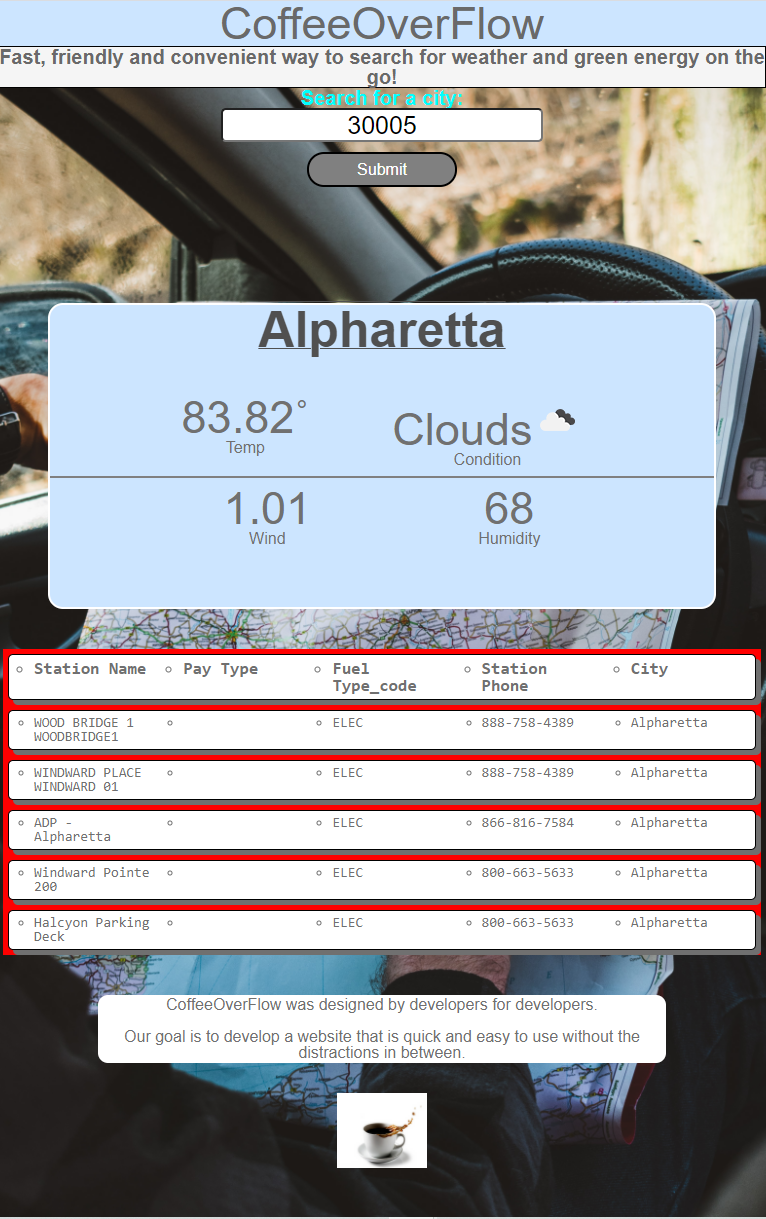 CoffeeOverFlow
Fast, friendly and convenient way to search for weather and green energy on the
go!
Search for a city:
30005
Submit
Alpharetta
83.82°
Temp
Clouds
Condition
1.01
Wind
68
Humidity
Station Name Pay Type Fuel Type_code Station Phone City
WOOD BRIDGE 1 WOODBRIDGE1 ELEC 888-758-4389 Alpharetta
WINDWARD PLACE WINDWARD 01 ELEC 888-758-4389 Alpharetta
ADP - Alpharetta ELEC 866-816-7584 Alpharetta
Windward Pointe 200 ELEC 800-663-5633 Alpharetta
Halcyon Parking Deck ELEC 800-663-5633 Alpharetta
CoffeeOverFlow was designed by developers for developers.
Our goal is to develop a website that is quick and easy to use without the
distractions in between.